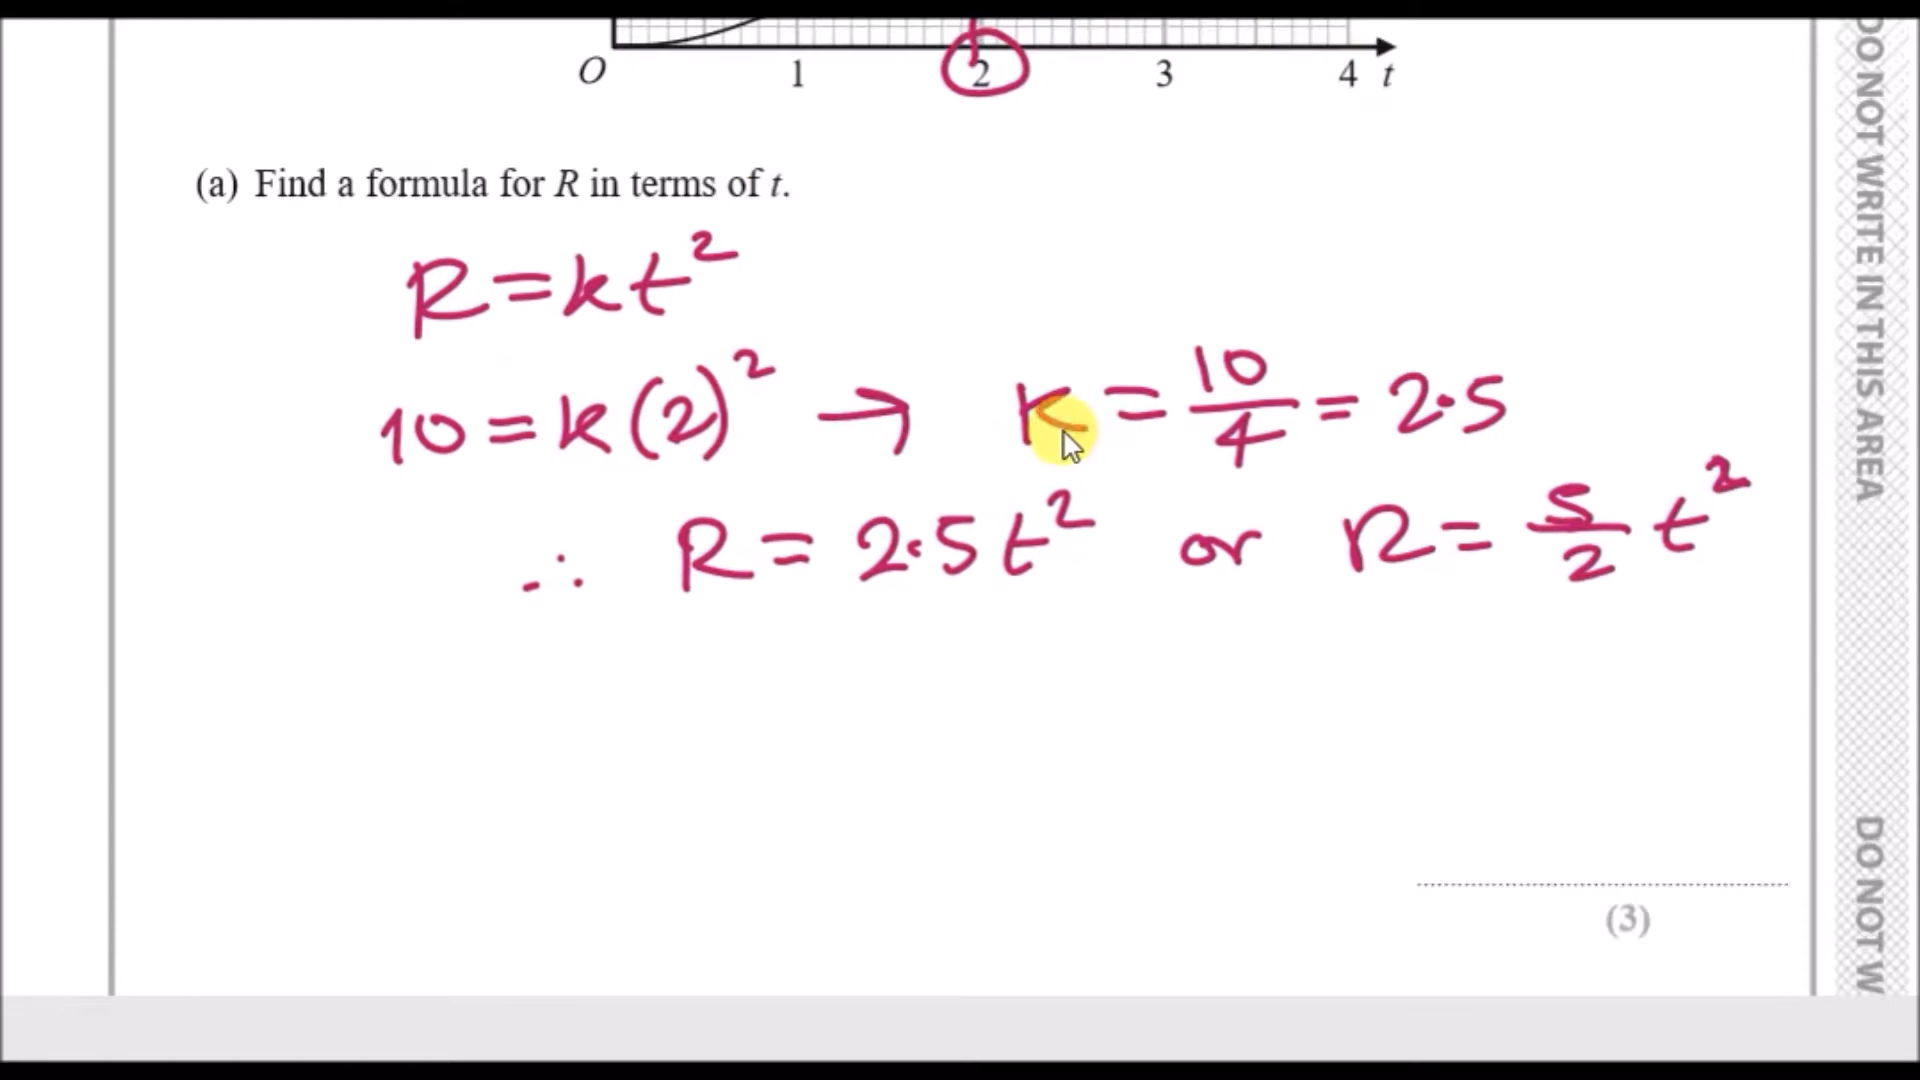 O 1 2 3 4 t
(a) Find a formula for R in terms of t.
R = kt²
10 = k(2)² → k = 10/4 = 2·5
∴ R = 2·5t² or R = 5/2 t²
(3)
DO NOT WRITE IN THIS AREA
DO NOT W